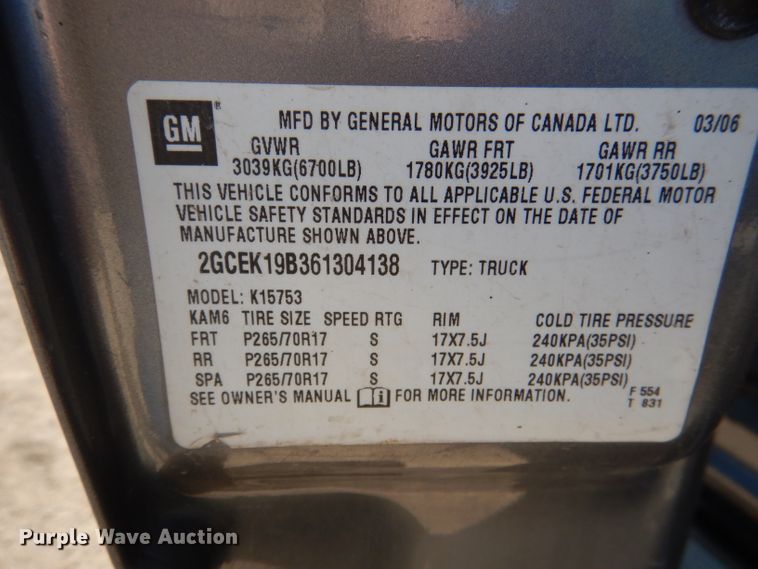 GM ® MFD BY GENERAL MOTORS OF CANADA LTD. 03/06
GVWR GAWR FRT GAWR RR
3039KG(6700LB) 1780KG(3925LB) 1701KG(3750LB)
THIS VEHICLE CONFORMS TO ALL APPLICABLE U.S. FEDERAL MOTOR
VEHICLE SAFETY STANDARDS IN EFFECT ON THE DATE OF
MANUFACTURE SHOWN ABOVE.
2GCEK19B361304138 TYPE: TRUCK
MODEL: K15753
KAM6 TIRE SIZE SPEED RTG RIM COLD TIRE PRESSURE
FRT P265/70R17 S 17X7.5J 240KPA(35PSI)
RR P265/70R17 S 17X7.5J 240KPA(35PSI)
SPA P265/70R17 S 17X7.5J 240KPA(35PSI)
SEE OWNER'S MANUAL FOR MORE INFORMATION.
F 554
T 831
Purple Wave Auction